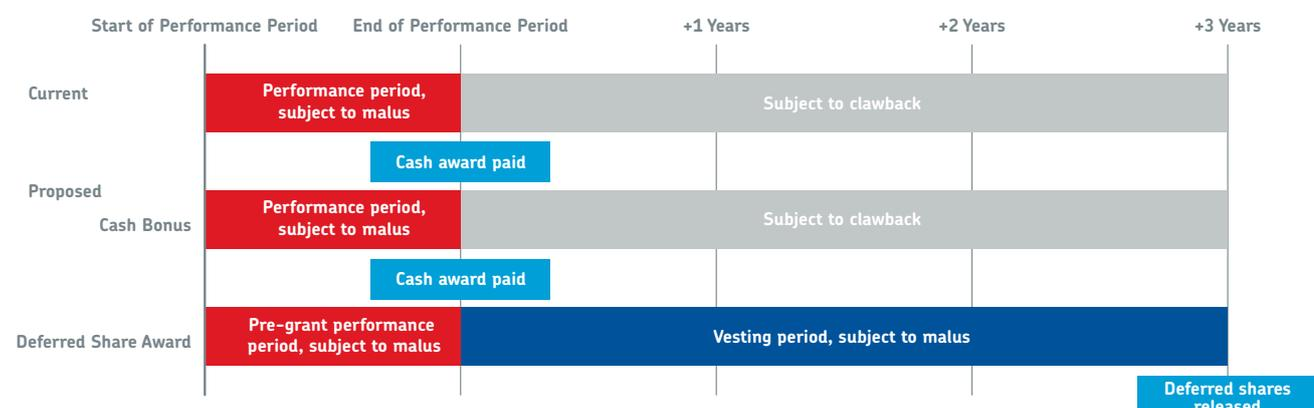 Start of Performance Period End of Performance Period +1 Years +2 Years +3 Years
Current
Performance period,
subject to malus
Subject to clawback
Cash award paid
Proposed
Cash Bonus
Performance period,
subject to malus
Subject to clawback
Cash award paid
Deferred Share Award
Pre-grant performance
period, subject to malus
Vesting period, subject to malus
Deferred shares
released